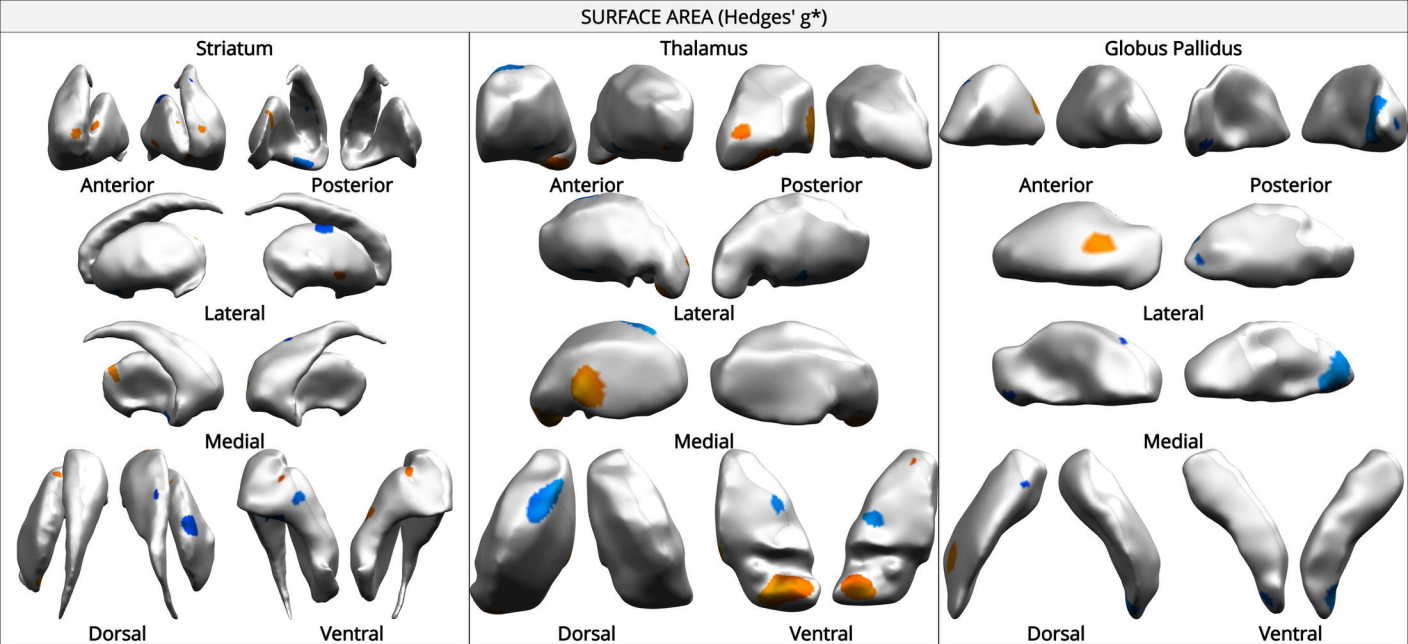 SURFACE AREA (Hedges' g*)
Striatum
Thalamus
Globus Pallidus
Anterior
Posterior
Anterior
Posterior
Anterior
Posterior
Lateral
Lateral
Lateral
Medial
Medial
Medial
Dorsal
Ventral
Dorsal
Ventral
Dorsal
Ventral